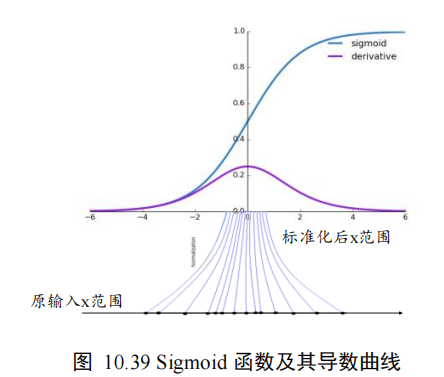 1.0
sigmoid
derivative
0.8
0.6
0.4
0.2
0.0
−6 −4 −2 0 2 4 6
标准化后x范围
Normalization
原输入x范围
图 10.39 Sigmoid 函数及其导数曲线